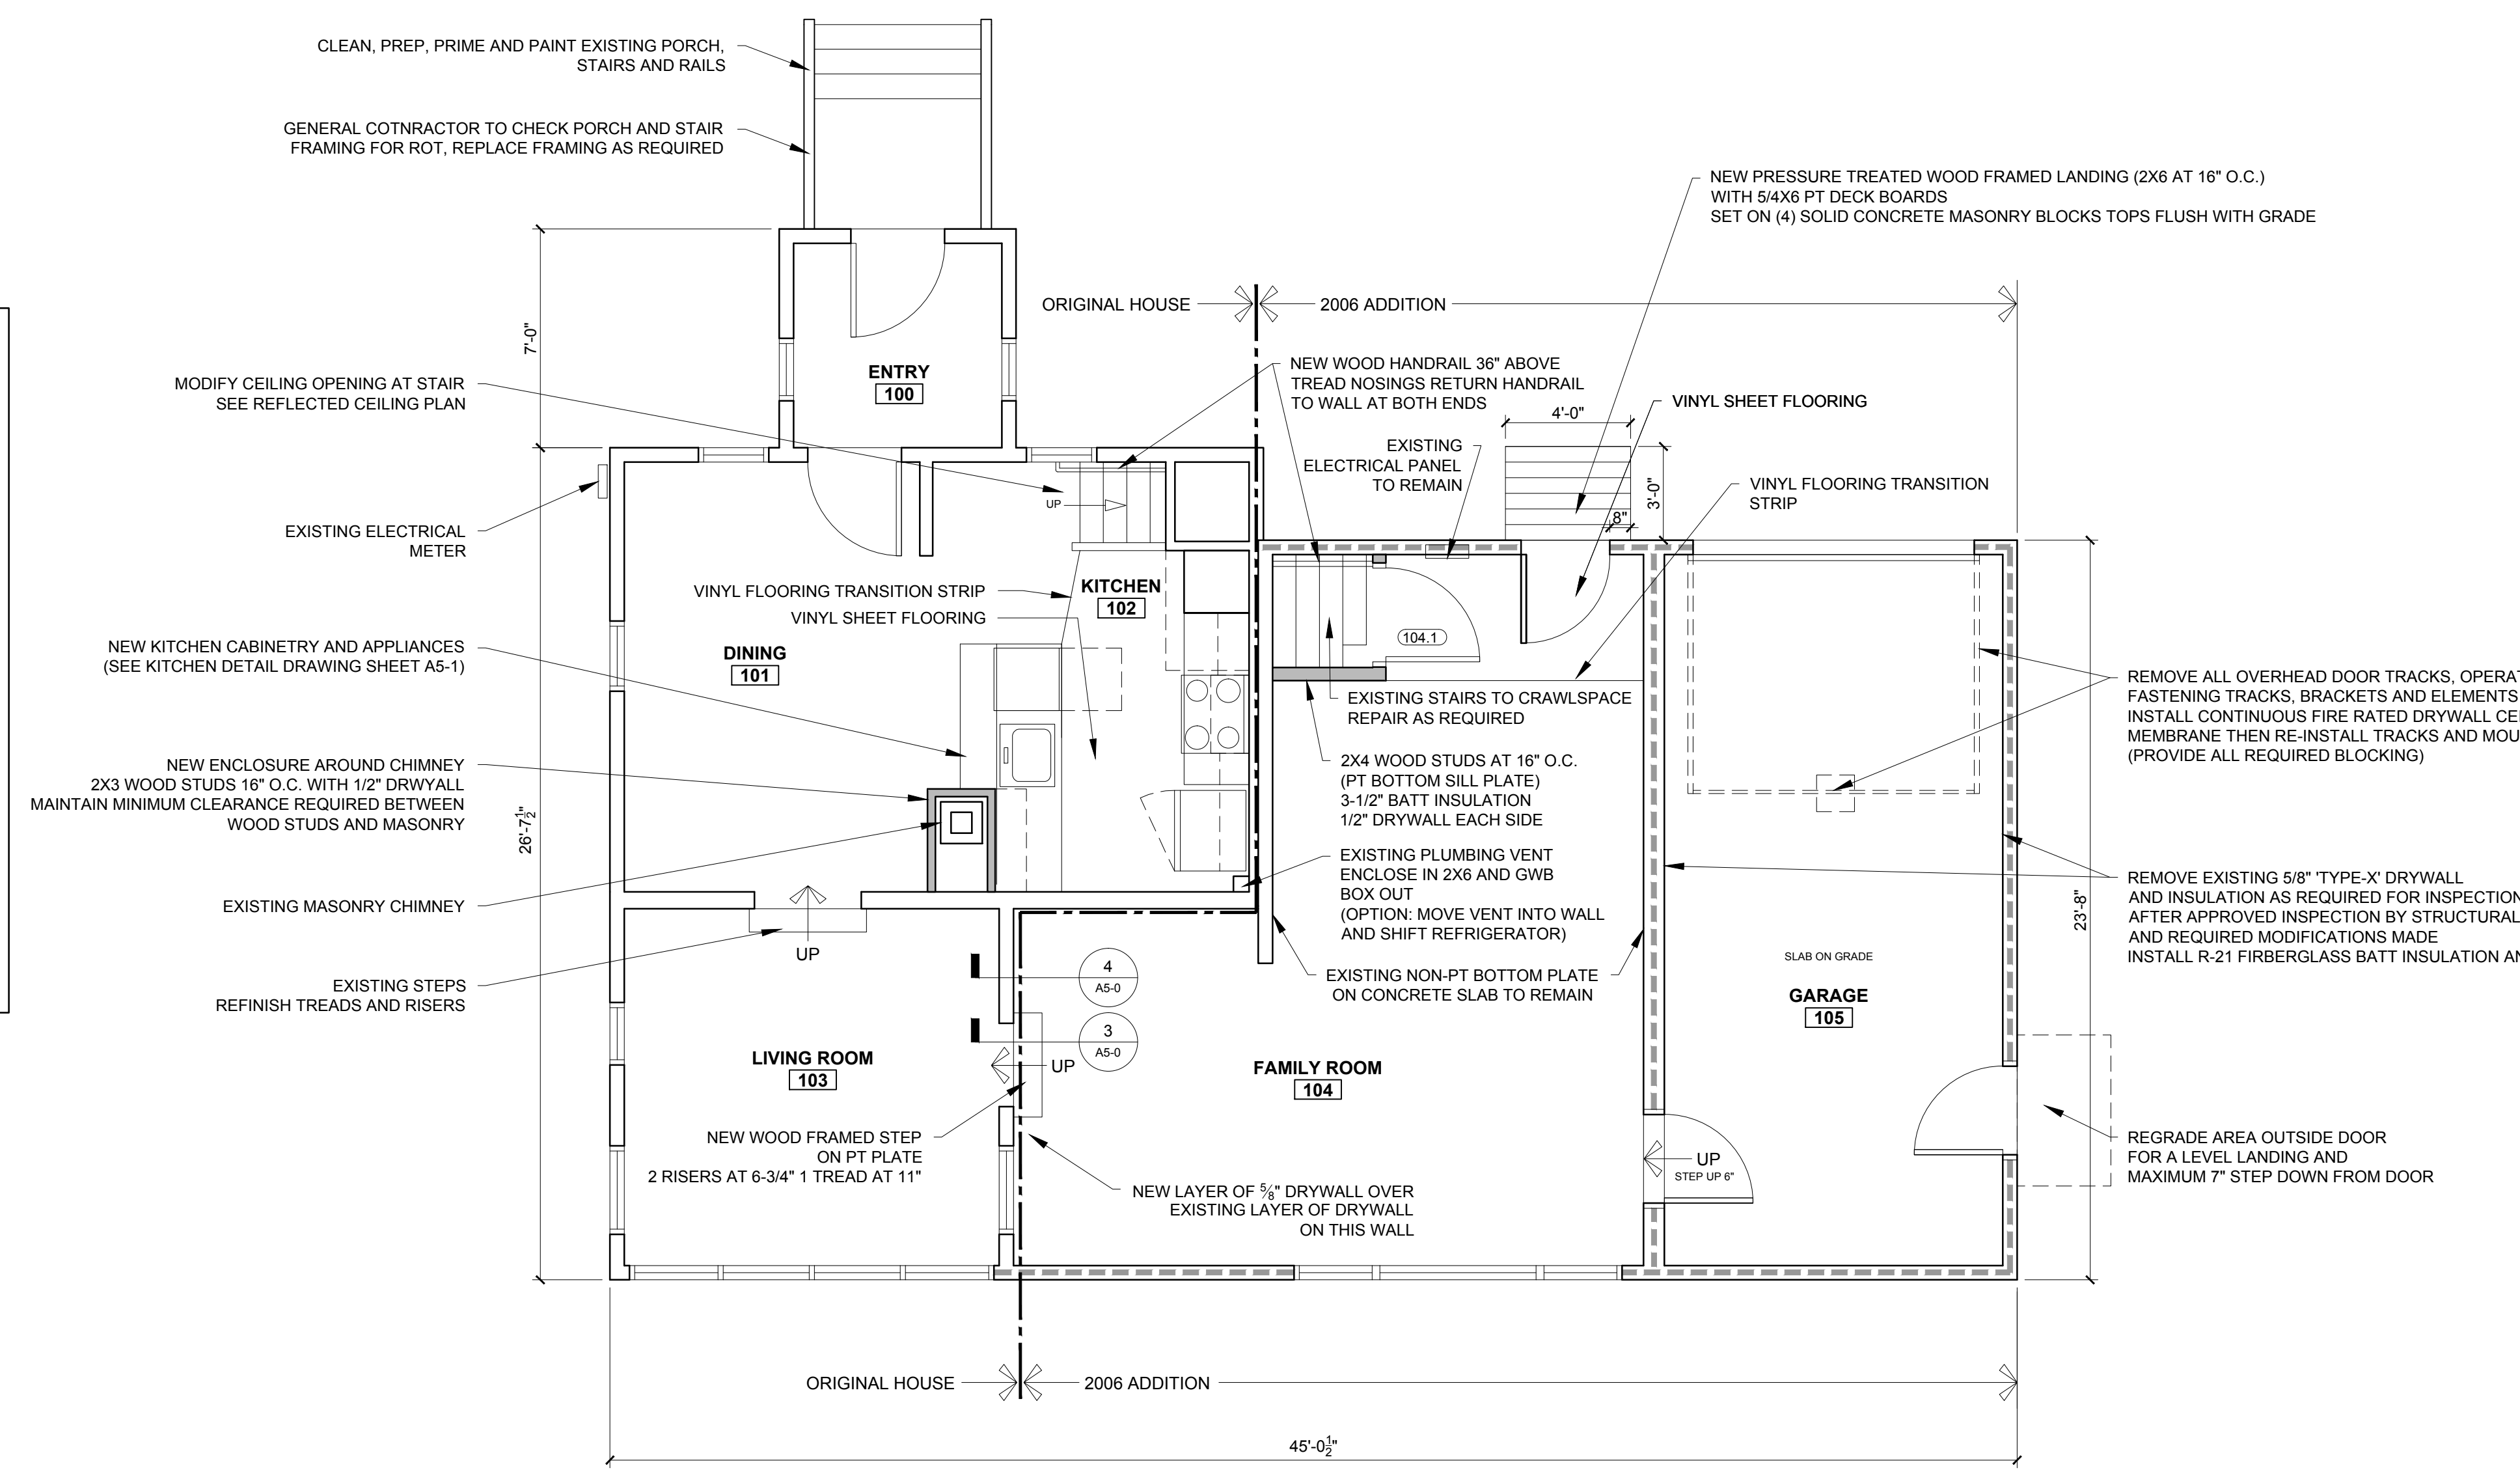 CLEAN, PREP, PRIME AND PAINT EXISTING PORCH,
STAIRS AND RAILS
GENERAL COTNRACTOR TO CHECK PORCH AND STAIR
FRAMING FOR ROT, REPLACE FRAMING AS REQUIRED
NEW PRESSURE TREATED WOOD FRAMED LANDING (2X6 AT 16" O.C.)
WITH 5/4X6 PT DECK BOARDS
SET ON (4) SOLID CONCRETE MASONRY BLOCKS TOPS FLUSH WITH GRADE
ORIGINAL HOUSE
2006 ADDITION
7'-0"
ENTRY
100
MODIFY CEILING OPENING AT STAIR
SEE REFLECTED CEILING PLAN
NEW WOOD HANDRAIL 36" ABOVE
TREAD NOSINGS RETURN HANDRAIL
TO WALL AT BOTH ENDS
VINYL SHEET FLOORING
4'-0"
EXISTING
ELECTRICAL PANEL
TO REMAIN
3'-0"
8"
VINYL FLOORING TRANSITION
STRIP
UP
EXISTING ELECTRICAL
METER
VINYL FLOORING TRANSITION STRIP
VINYL SHEET FLOORING
KITCHEN
102
104.1
NEW KITCHEN CABINETRY AND APPLIANCES
(SEE KITCHEN DETAIL DRAWING SHEET A5-1)
DINING
101
EXISTING STAIRS TO CRAWLSPACE
REPAIR AS REQUIRED
REMOVE ALL OVERHEAD DOOR TRACKS, OPERAT
FASTENING TRACKS, BRACKETS AND ELEMENTS
INSTALL CONTINUOUS FIRE RATED DRYWALL CEI
MEMBRANE THEN RE-INSTALL TRACKS AND MOU
(PROVIDE ALL REQUIRED BLOCKING)
NEW ENCLOSURE AROUND CHIMNEY
2X3 WOOD STUDS 16" O.C. WITH 1/2" DRWYALL
MAINTAIN MINIMUM CLEARANCE REQUIRED BETWEEN
WOOD STUDS AND MASONRY
26'-7½"
2X4 WOOD STUDS AT 16" O.C.
(PT BOTTOM SILL PLATE)
3-1/2" BATT INSULATION
1/2" DRYWALL EACH SIDE
EXISTING PLUMBING VENT
ENCLOSE IN 2X6 AND GWB
BOX OUT
(OPTION: MOVE VENT INTO WALL
AND SHIFT REFRIGERATOR)
REMOVE EXISTING 5/8" 'TYPE-X' DRYWALL
AND INSULATION AS REQUIRED FOR INSPECTION
AFTER APPROVED INSPECTION BY STRUCTURAL
AND REQUIRED MODIFICATIONS MADE
INSTALL R-21 FIRBERGLASS BATT INSULATION AN
23'-8"
EXISTING MASONRY CHIMNEY
UP
EXISTING STEPS
REFINISH TREADS AND RISERS
4
A5-0
EXISTING NON-PT BOTTOM PLATE
ON CONCRETE SLAB TO REMAIN
SLAB ON GRADE
GARAGE
105
3
A5-0
LIVING ROOM
103
UP
FAMILY ROOM
104
NEW WOOD FRAMED STEP
ON PT PLATE
2 RISERS AT 6-3/4" 1 TREAD AT 11"
UP
STEP UP 6"
REGRADE AREA OUTSIDE DOOR
FOR A LEVEL LANDING AND
MAXIMUM 7" STEP DOWN FROM DOOR
NEW LAYER OF ⅝" DRYWALL OVER
EXISTING LAYER OF DRYWALL
ON THIS WALL
ORIGINAL HOUSE
2006 ADDITION
45'-0½"